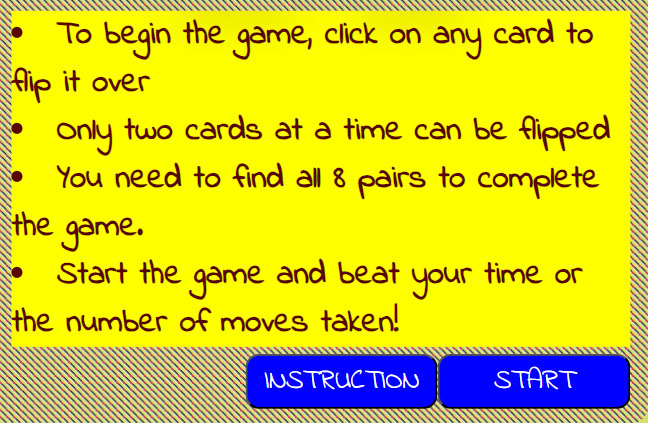 • To begin the game, click on any card to
flip it over
• Only two cards at a time can be flipped
• You need to find all 8 pairs to complete
the game.
• Start the game and beat your time or
the number of moves taken!
INSTRUCTION START